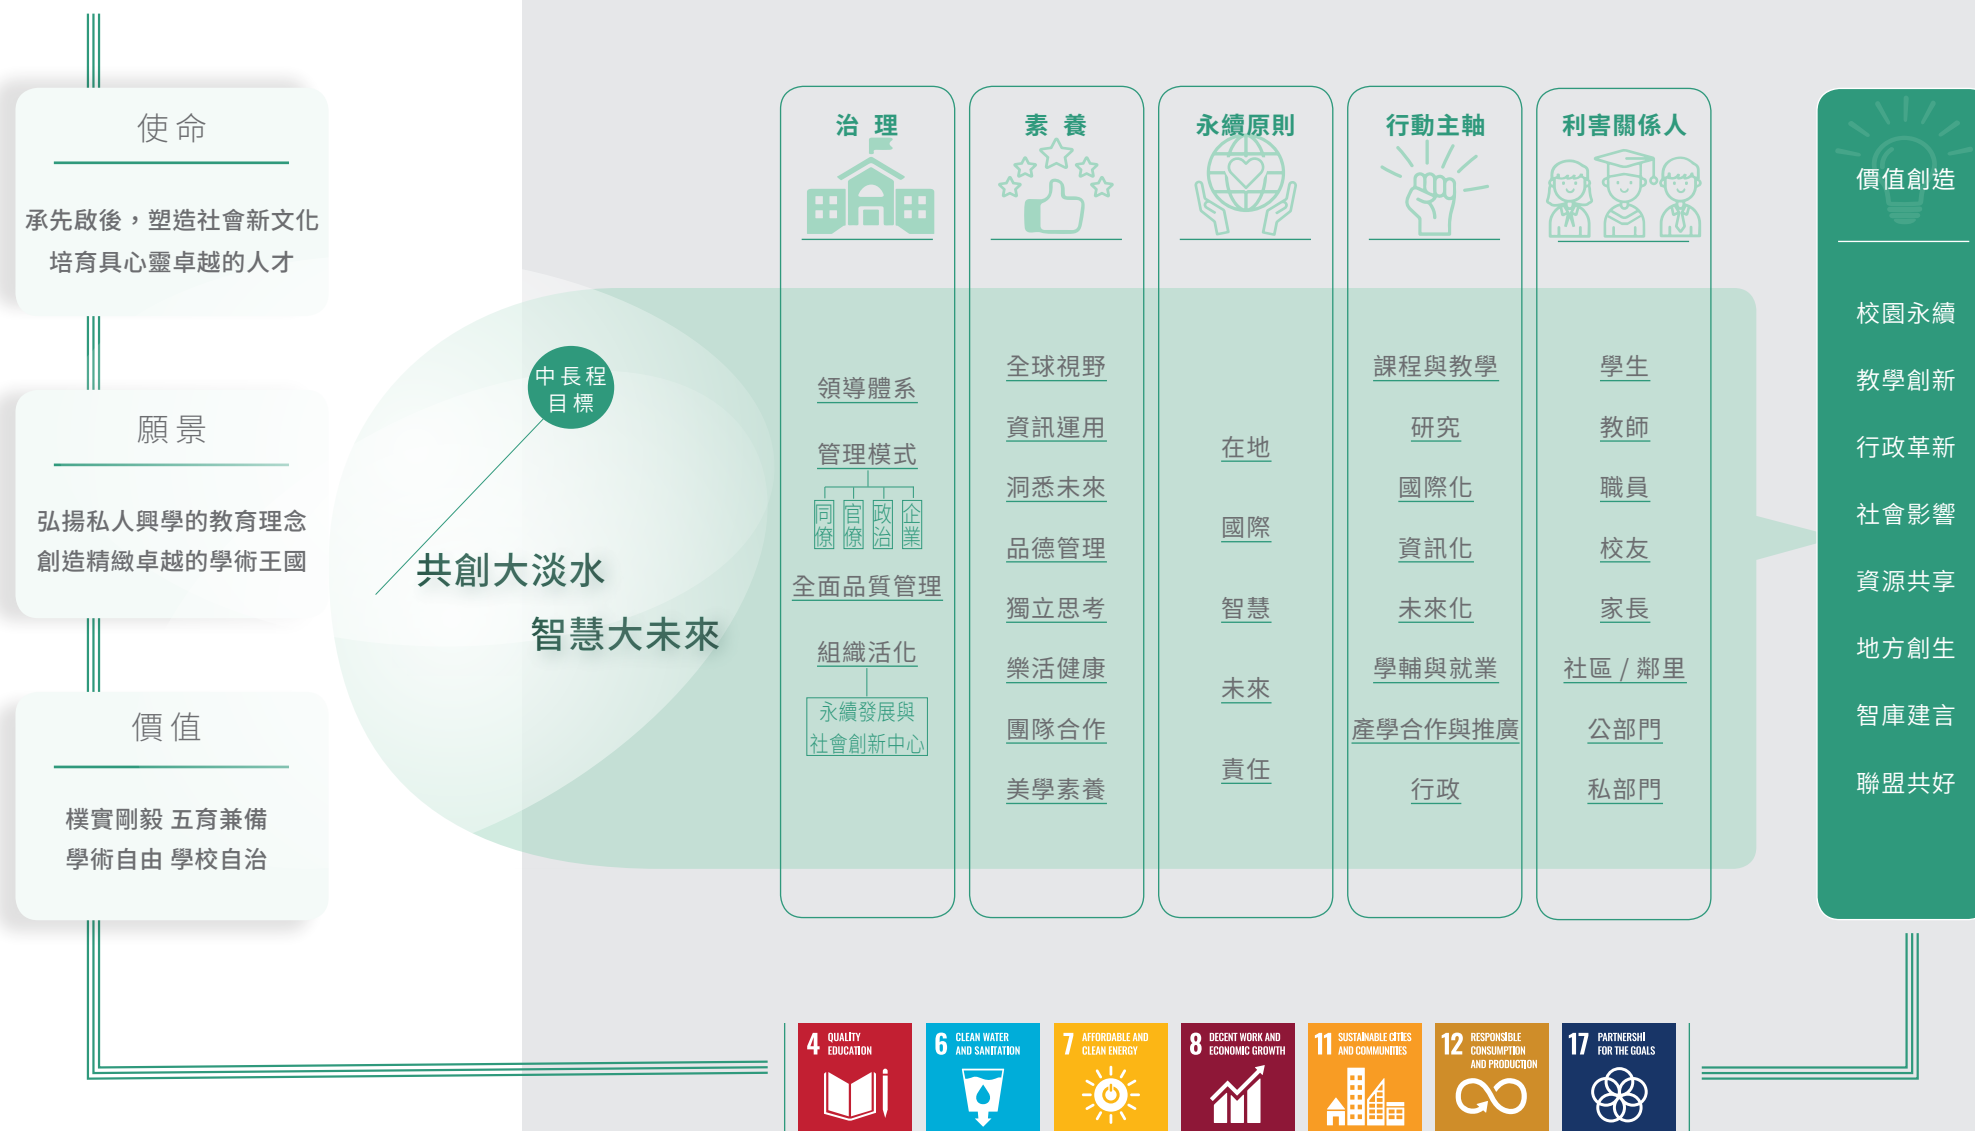 使命
承先啟後，塑造社會新文化
培育具心靈卓越的人才
願景
弘揚私人興學的教育理念
創造精緻卓越的學術王國
價值
樸實剛毅 五育兼備
學術自由 學校自治
中長程
目標
共創大淡水
智慧大未來
治理
領導體系
管理模式
同僚
官僚
政治
企業
全面品質管理
組織活化
永續發展與
社會創新中心
素養
全球視野
資訊運用
洞悉未來
品德管理
獨立思考
樂活健康
團隊合作
美學素養
永續原則
在地
國際
智慧
未來
責任
行動主軸
課程與教學
研究
國際化
資訊化
未來化
學輔與就業
產學合作與推廣
行政
利害關係人
學生
教師
職員
校友
家長
社區 / 鄰里
公部門
私部門
價值創造
校園永續
教學創新
行政革新
社會影響
資源共享
地方創生
智庫建言
聯盟共好
4 QUALITY
EDUCATION
6 CLEAN WATER
AND SANITATION
7 AFFORDABLE AND
CLEAN ENERGY
8 DECENT WORK AND
ECONOMIC GROWTH
11 SUSTAINABLE CITIES
AND COMMUNITIES
12 RESPONSIBLE
CONSUMPTION
AND PRODUCTION
17 PARTNERSHI
FOR THE GOALS